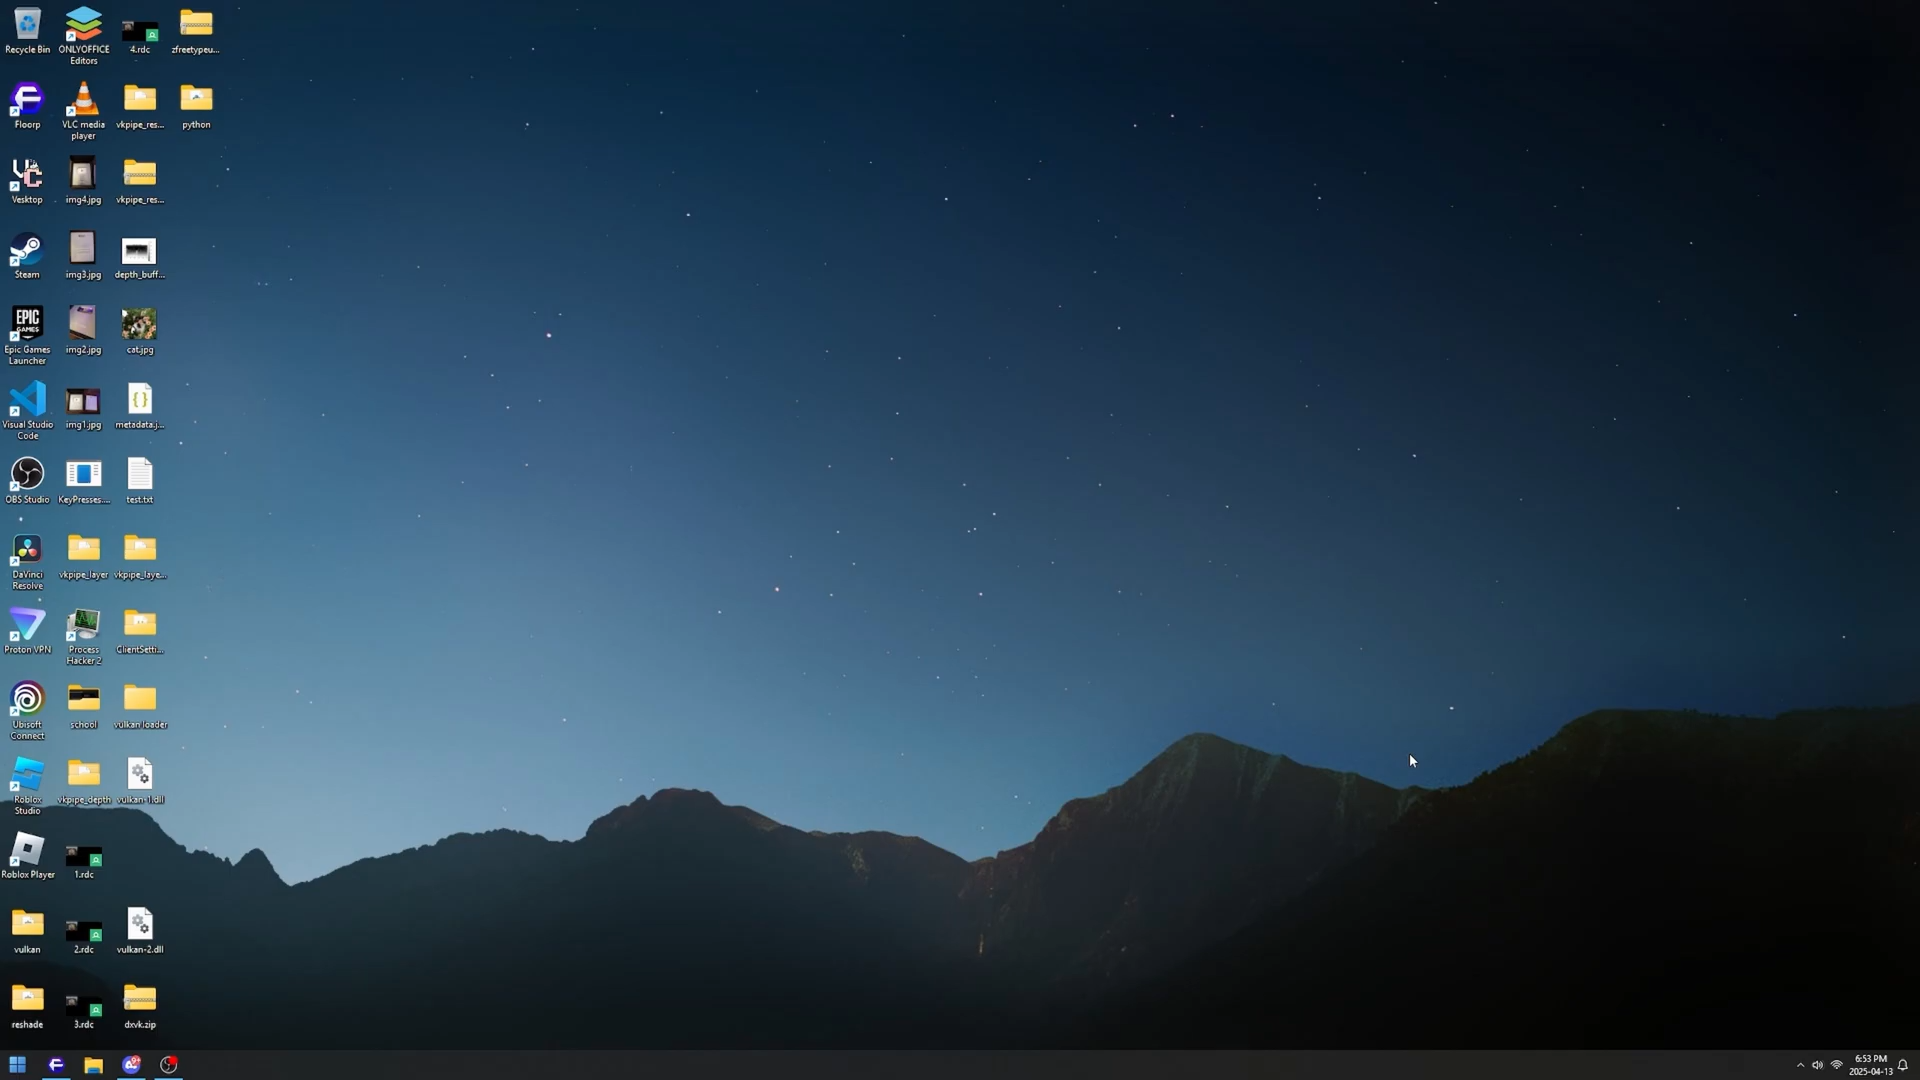 Recycle Bin
ONLYOFFICE
Editors
4.rdc
zfreetypeu...
Floorp
VLC media
player
vkpipe_res...
python
Vesktop
img4.jpg
vkpipe_res...
Steam
img3.jpg
depth_buff...
EPIC
GAMES
Epic Games
Launcher
img2.jpg
cat.jpg
Visual Studio
Code
img1.jpg
metadata.j...
OBS Studio
KeyPresses....
test.txt
DaVinci
Resolve
vkpipe_layer
vkpipe_laye...
Proton VPN
Process
Hacker 2
ClientSetti...
Ubisoft
Connect
school
vulkan loader
Roblox
Studio
vkpipe_depth
vulkan-1.dll
Roblox Player
1.rdc
vulkan
2.rdc
vulkan-2.dll
reshade
3.rdc
dxvk.zip
6:53 PM
2025-04-13